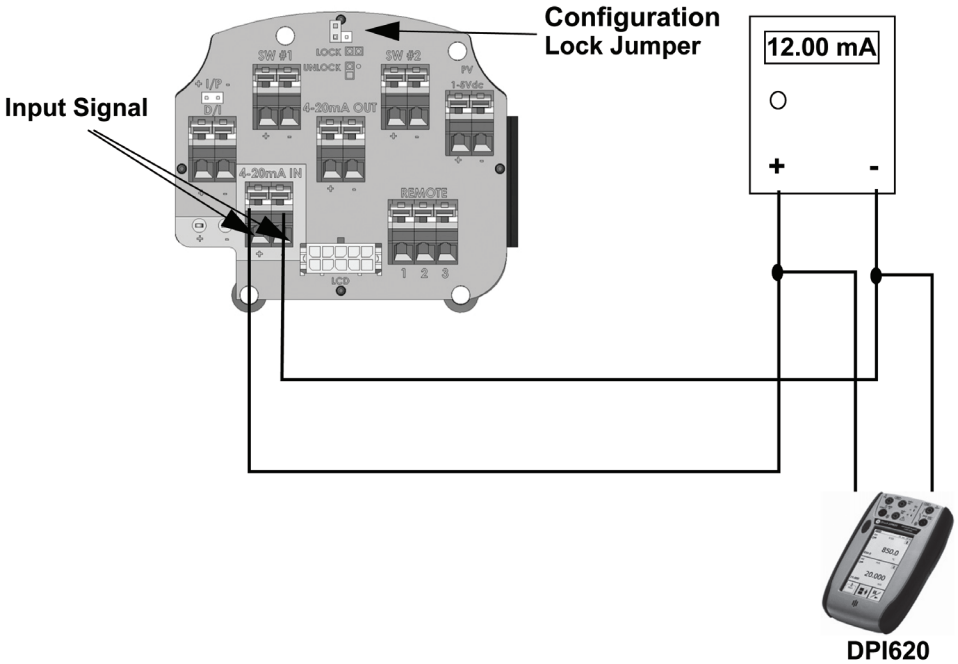 Configuration
Lock Jumper
12.00 mA
+ -
Input Signal
LOCK
UNLOCK
SW #1
SW #2
PV
1-5Vdc
+ I/P -
D/I
4-20mA OUT
+ -
+ -
+ -
+ -
+ -
4-20mA IN
REMOTE
+ -
+
1 2 3
LCD
850.0
20.000
DPI620